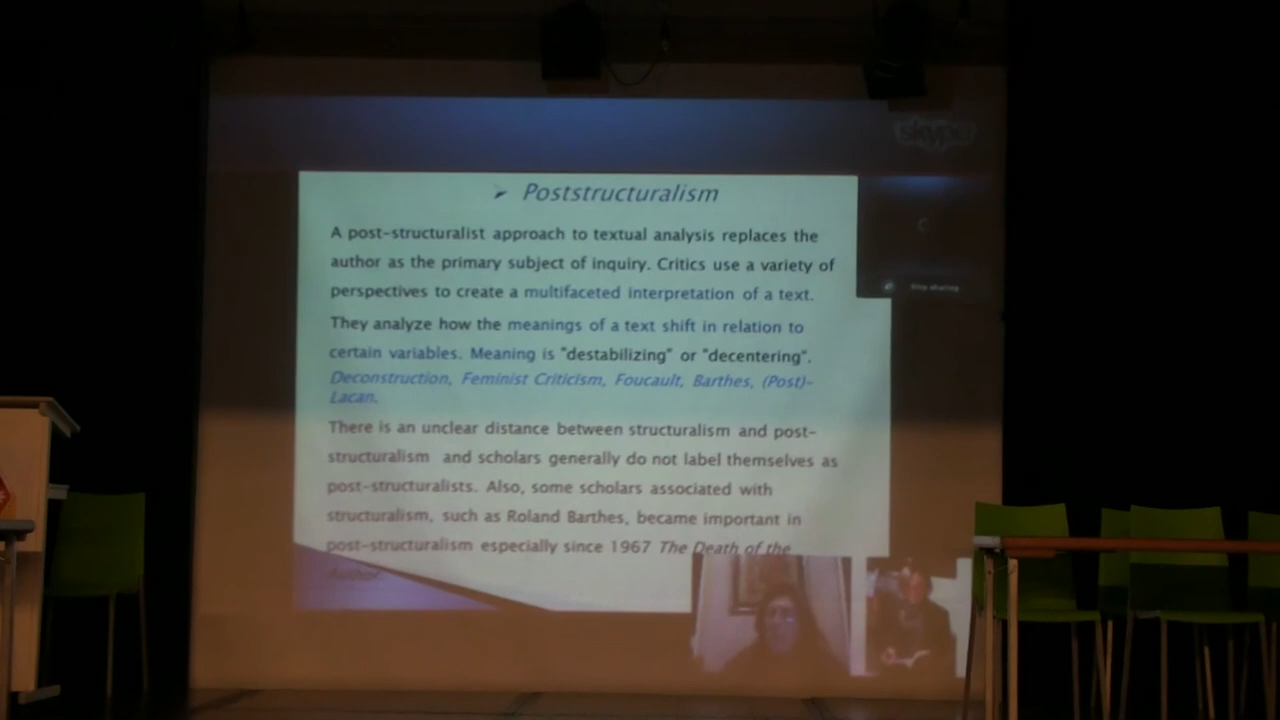 skype
➢ Poststructuralism
A post-structuralist approach to textual analysis replaces the
author as the primary subject of inquiry. Critics use a variety of
perspectives to create a multifaceted interpretation of a text.
They analyze how the meanings of a text shift in relation to
certain variables. Meaning is "destabilizing" or "decentering".
Deconstruction, Feminist Criticism, Foucault, Barthes, (Post)-
Lacan.
There is an unclear distance between structuralism and post-
structuralism and scholars generally do not label themselves as
post-structuralists. Also, some scholars associated with
structuralism, such as Roland Barthes, became important in
post-structuralism especially since 1967 The Death of the
Author.
Stop sharing